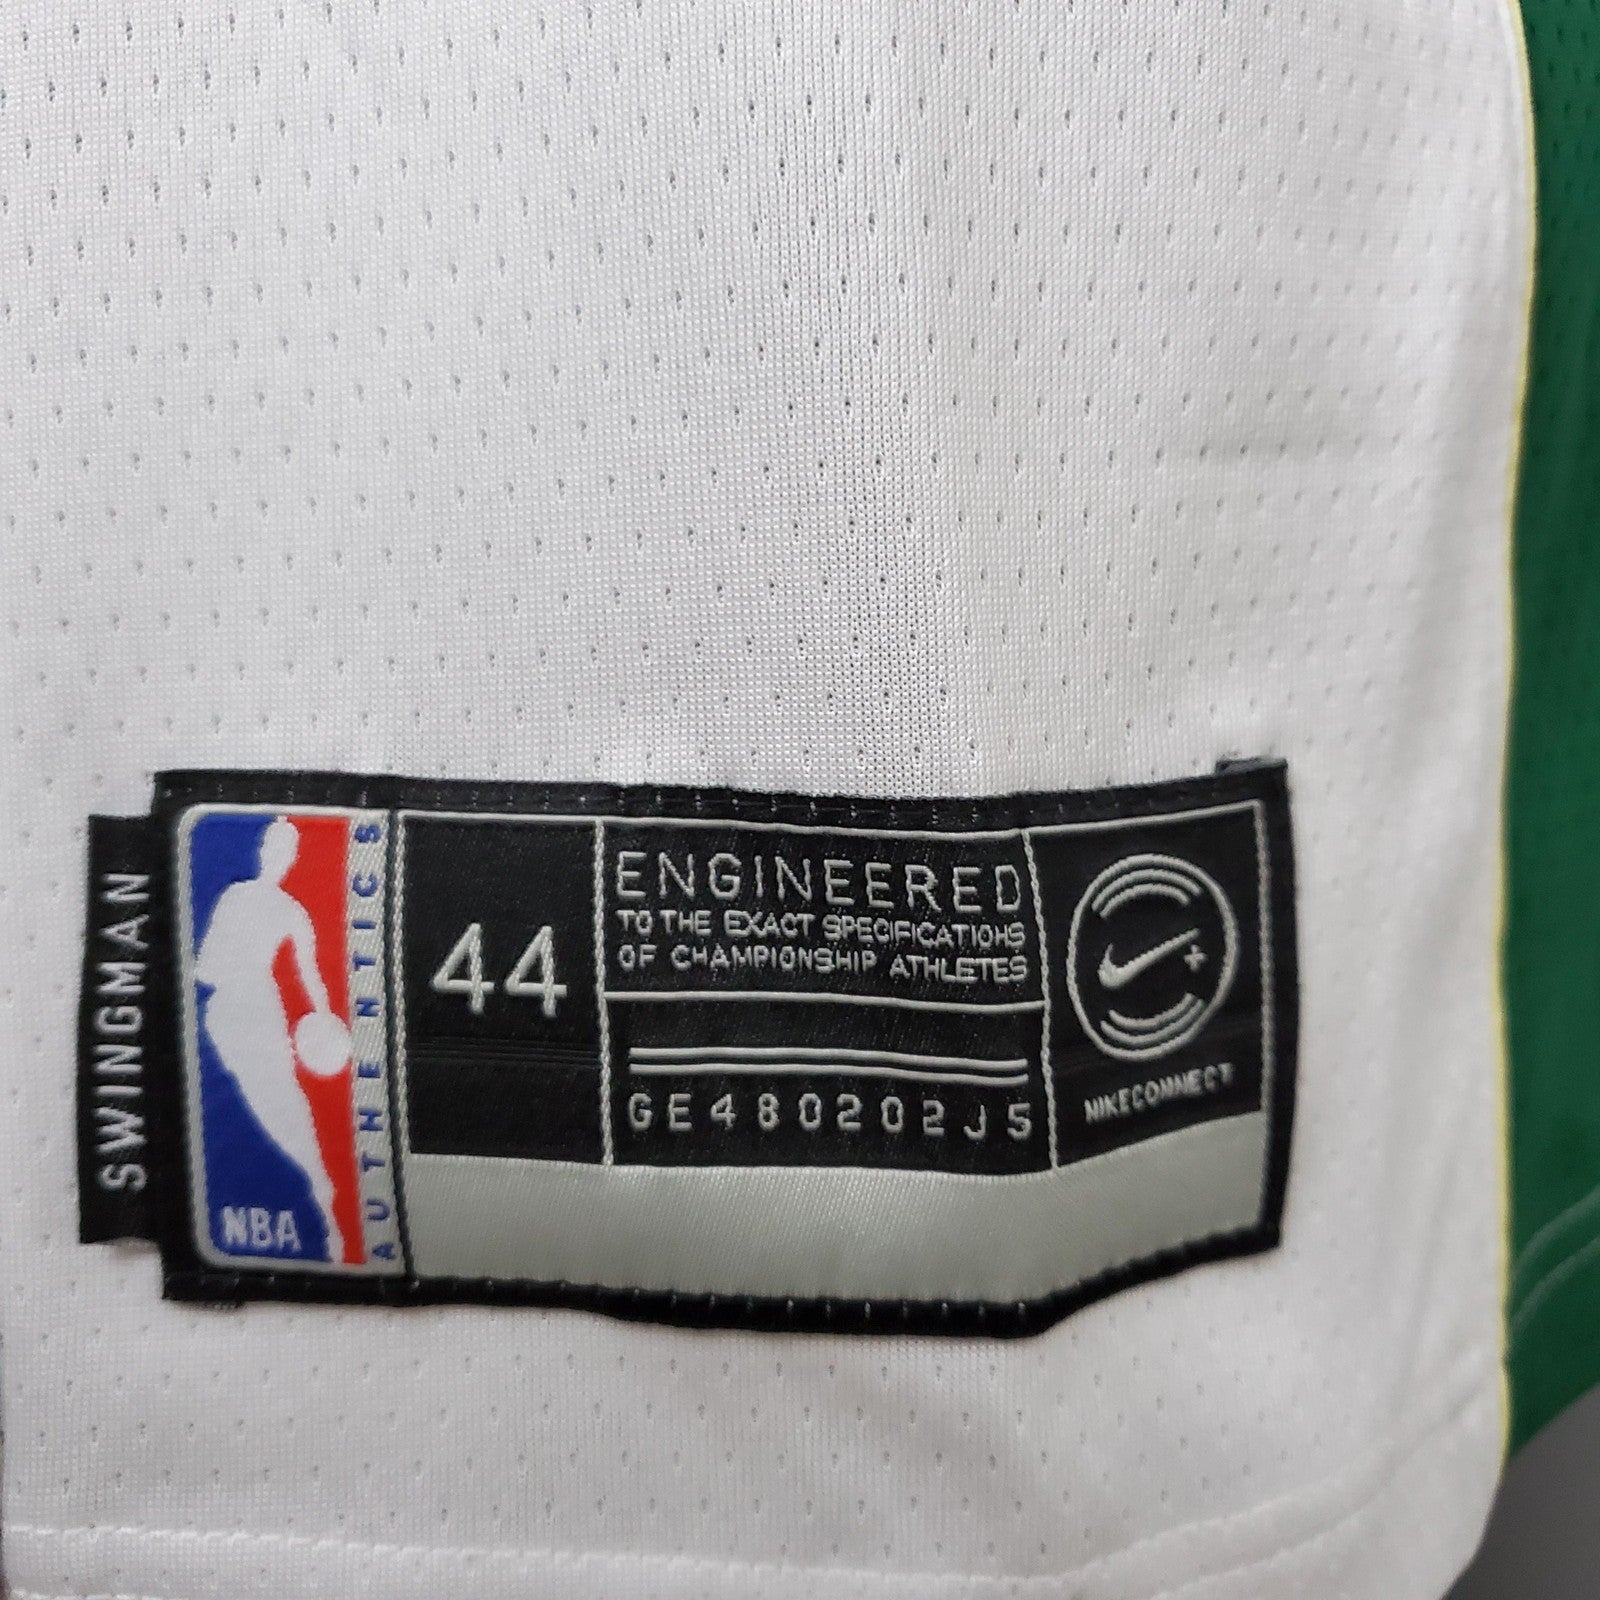 SWINGMAN
NBA
AUTHENTICS
44
ENGINEERED
TO THE EXACT SPECIFICATIONS
OF CHAMPIONSHIP ATHLETES
GE480202J5
NIKECONNECT